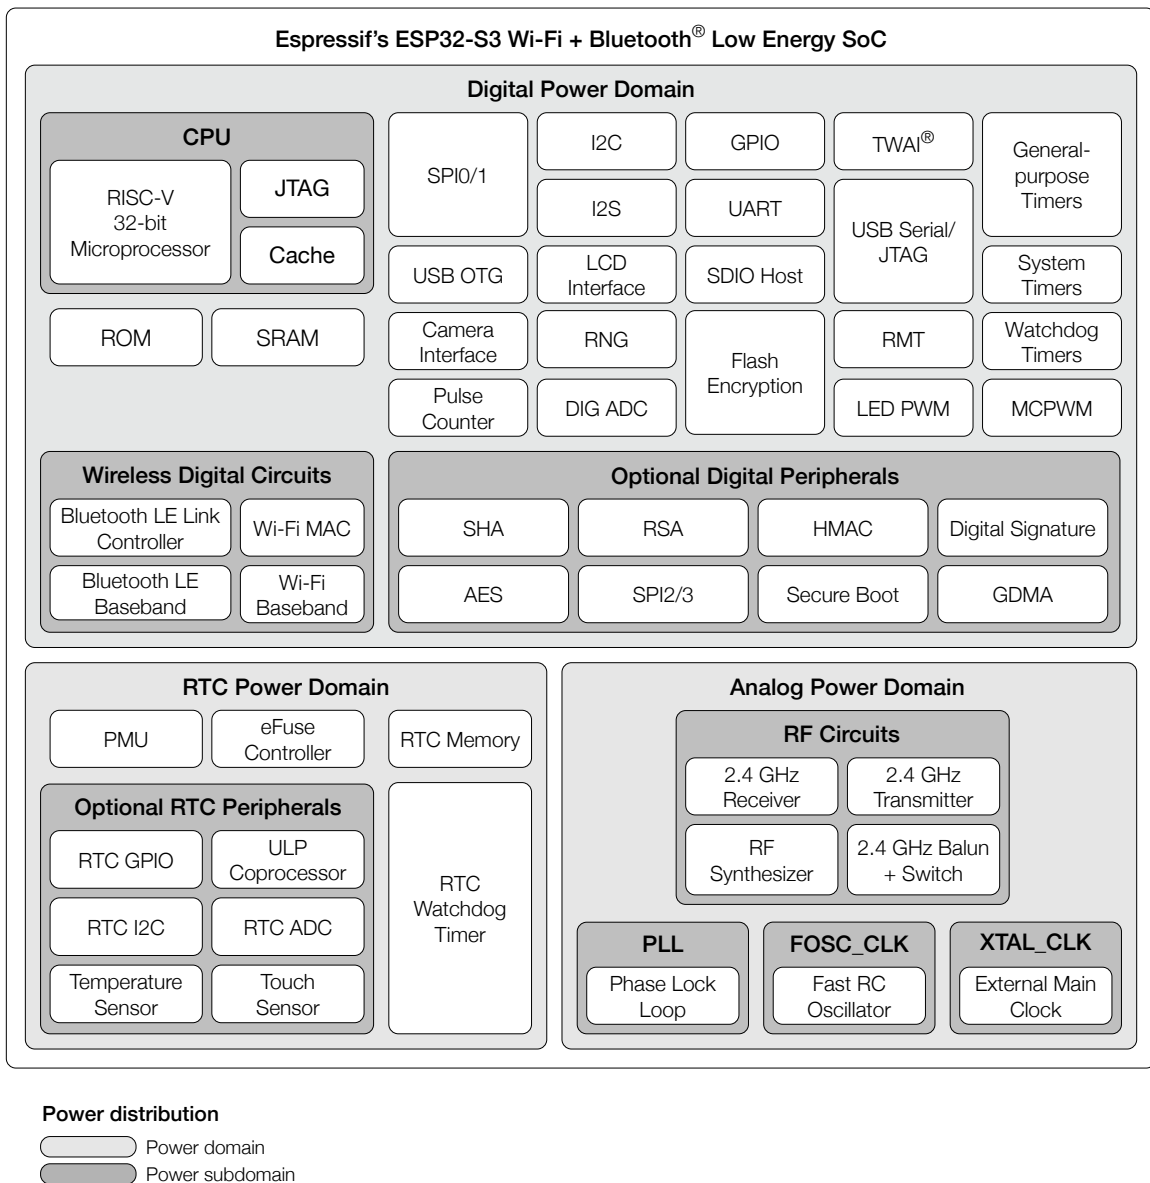 Espressif's ESP32-S3 Wi-Fi + Bluetooth® Low Energy SoC
Digital Power Domain
CPU
RISC-V
32-bit
Microprocessor
JTAG
Cache
ROM
SRAM
SPI0/1
I2C
GPIO
TWAI®
General-
purpose
Timers
I2S
UART
USB Serial/
JTAG
USB OTG
LCD
Interface
SDIO Host
System
Timers
Camera
Interface
RNG
Flash
Encryption
RMT
Watchdog
Timers
Pulse
Counter
DIG ADC
LED PWM
MCPWM
Wireless Digital Circuits
Bluetooth LE Link
Controller
Wi-Fi MAC
Bluetooth LE
Baseband
Wi-Fi
Baseband
Optional Digital Peripherals
SHA
RSA
HMAC
Digital Signature
AES
SPI2/3
Secure Boot
GDMA
RTC Power Domain
PMU
eFuse
Controller
RTC Memory
Optional RTC Peripherals
RTC GPIO
ULP
Coprocessor
RTC I2C
RTC ADC
Temperature
Sensor
Touch
Sensor
RTC
Watchdog
Timer
Analog Power Domain
RF Circuits
2.4 GHz
Receiver
2.4 GHz
Transmitter
RF
Synthesizer
2.4 GHz Balun
+ Switch
PLL
Phase Lock
Loop
FOSC_CLK
Fast RC
Oscillator
XTAL_CLK
External Main
Clock
Power distribution
Power domain
Power subdomain